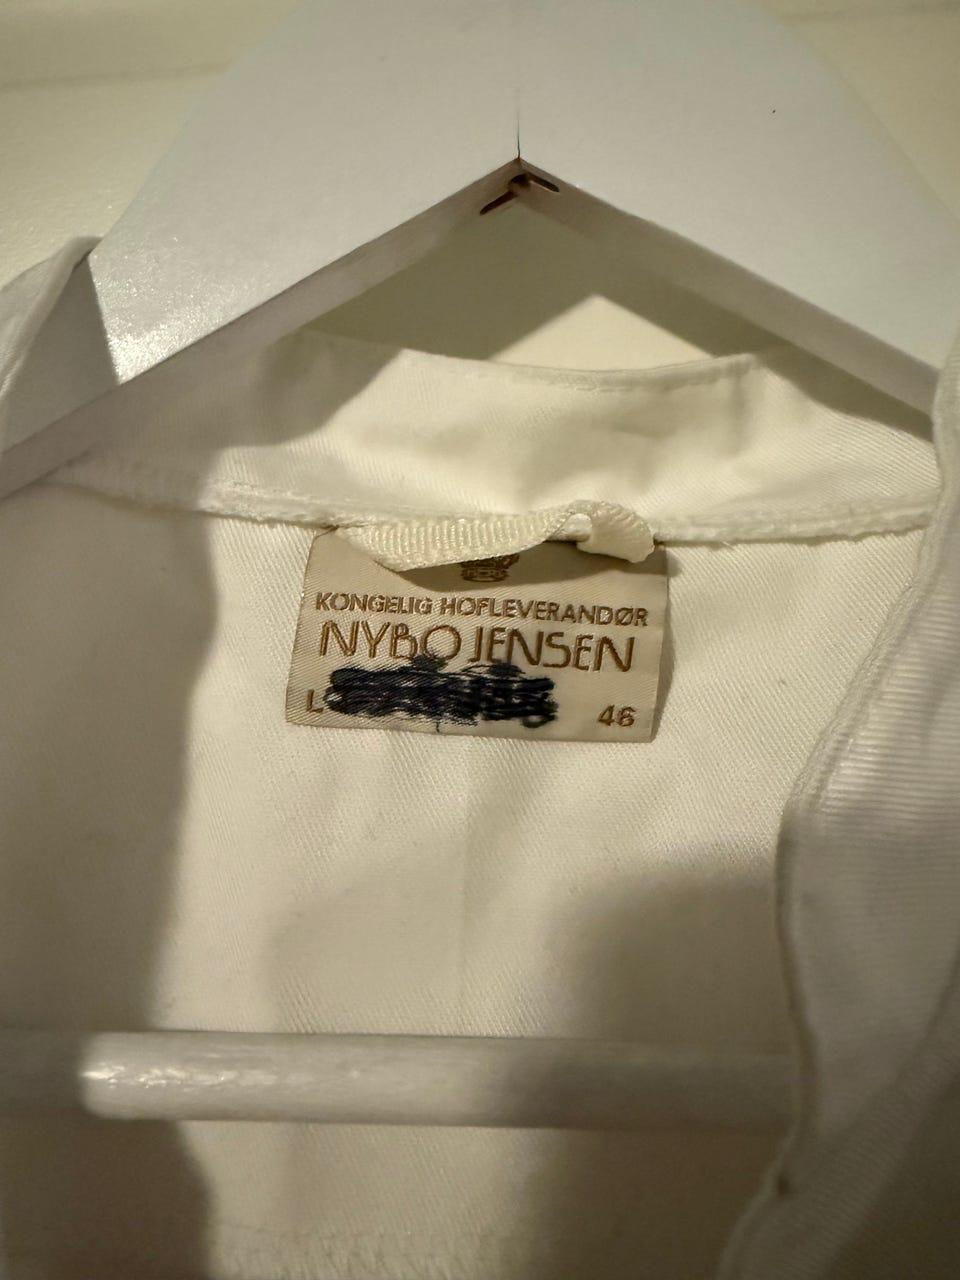 KONGELIG HOFLEVERANDØR
NYBO JENSEN
L 46